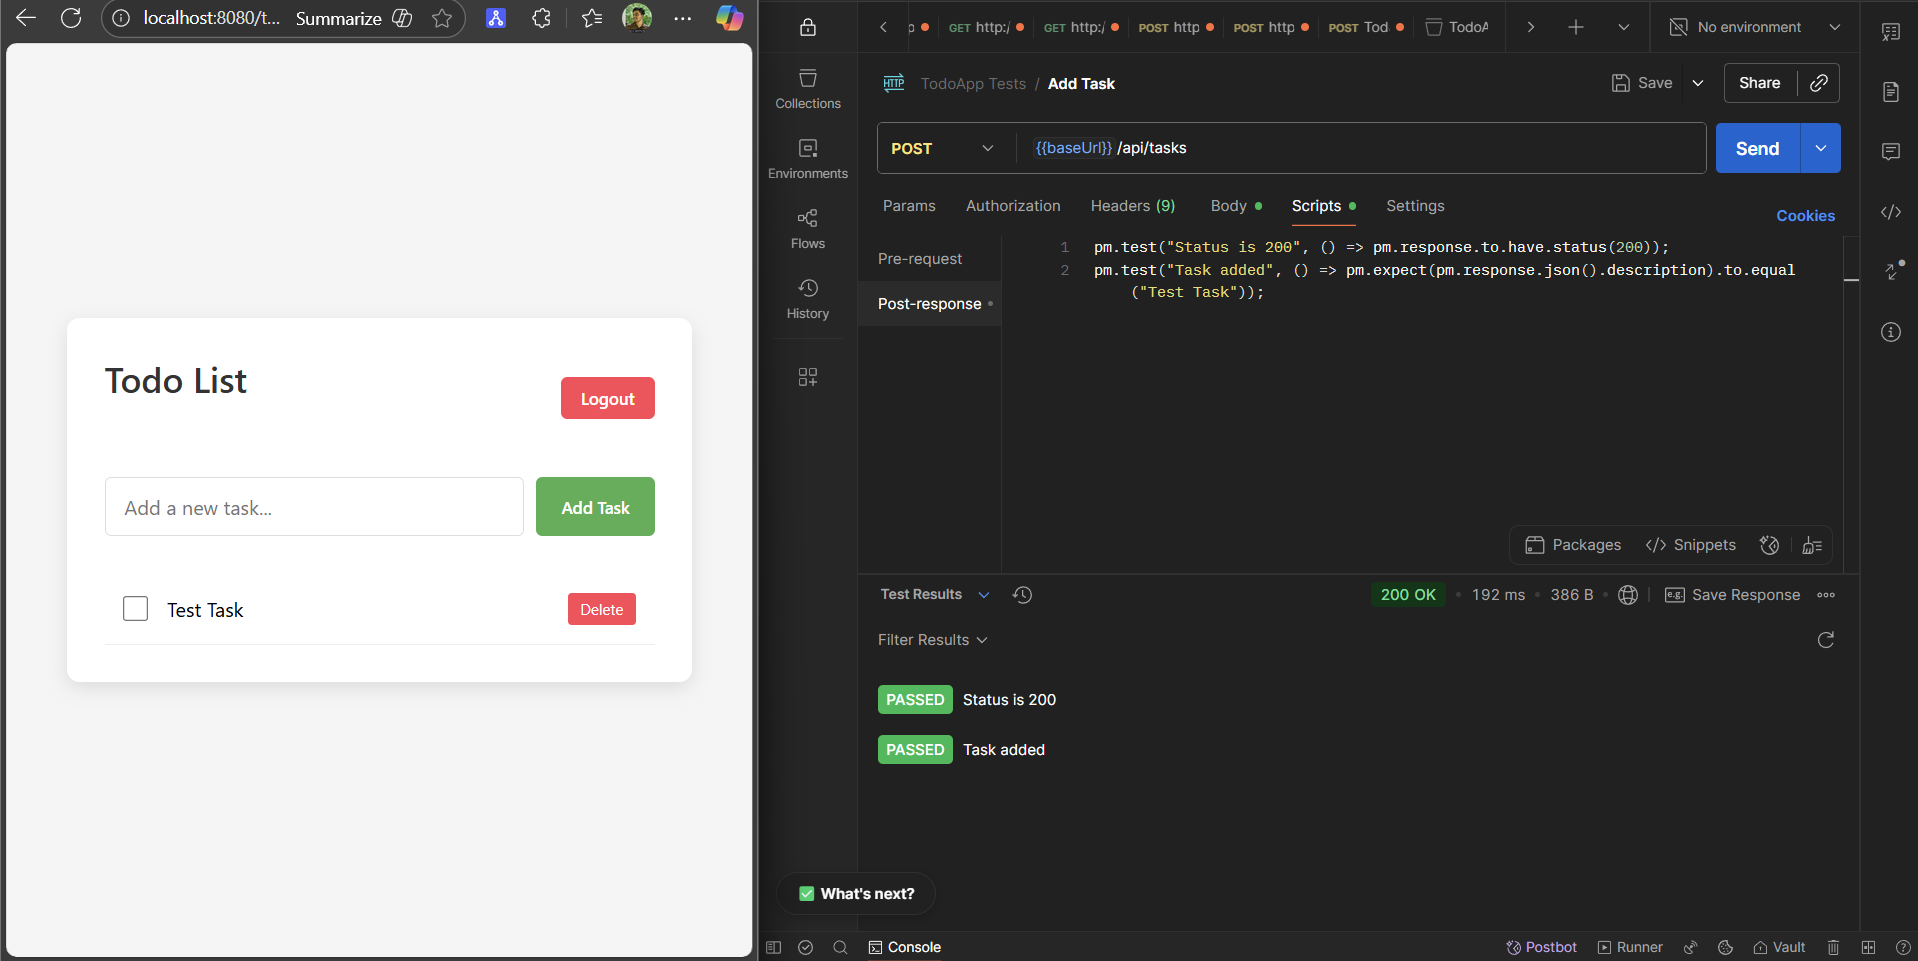 localhost:8080/t...
Summarize
Todo List
Logout
Add a new task...
Add Task
Test Task
Delete
GET http:/
GET http:/
POST http
POST http
POST Tod
TodoA
No environment
Collections
Environments
Flows
History
HTTP
TodoApp Tests / Add Task
Save
Share
POST
{{baseUrl}}/api/tasks
Send
Params
Authorization
Headers (9)
Body
Scripts
Settings
Cookies
Pre-request
Post-response
1 pm.test("Status is 200", () => pm.response.to.have.status(200));
2 pm.test("Task added", () => pm.expect(pm.response.json().description).to.equal
("Test Task"));
Packages
</> Snippets
Test Results
200 OK • 192 ms • 386 B
e.g. Save Response
Filter Results
PASSED Status is 200
PASSED Task added
What's next?
Console
Postbot
Runner
Vault